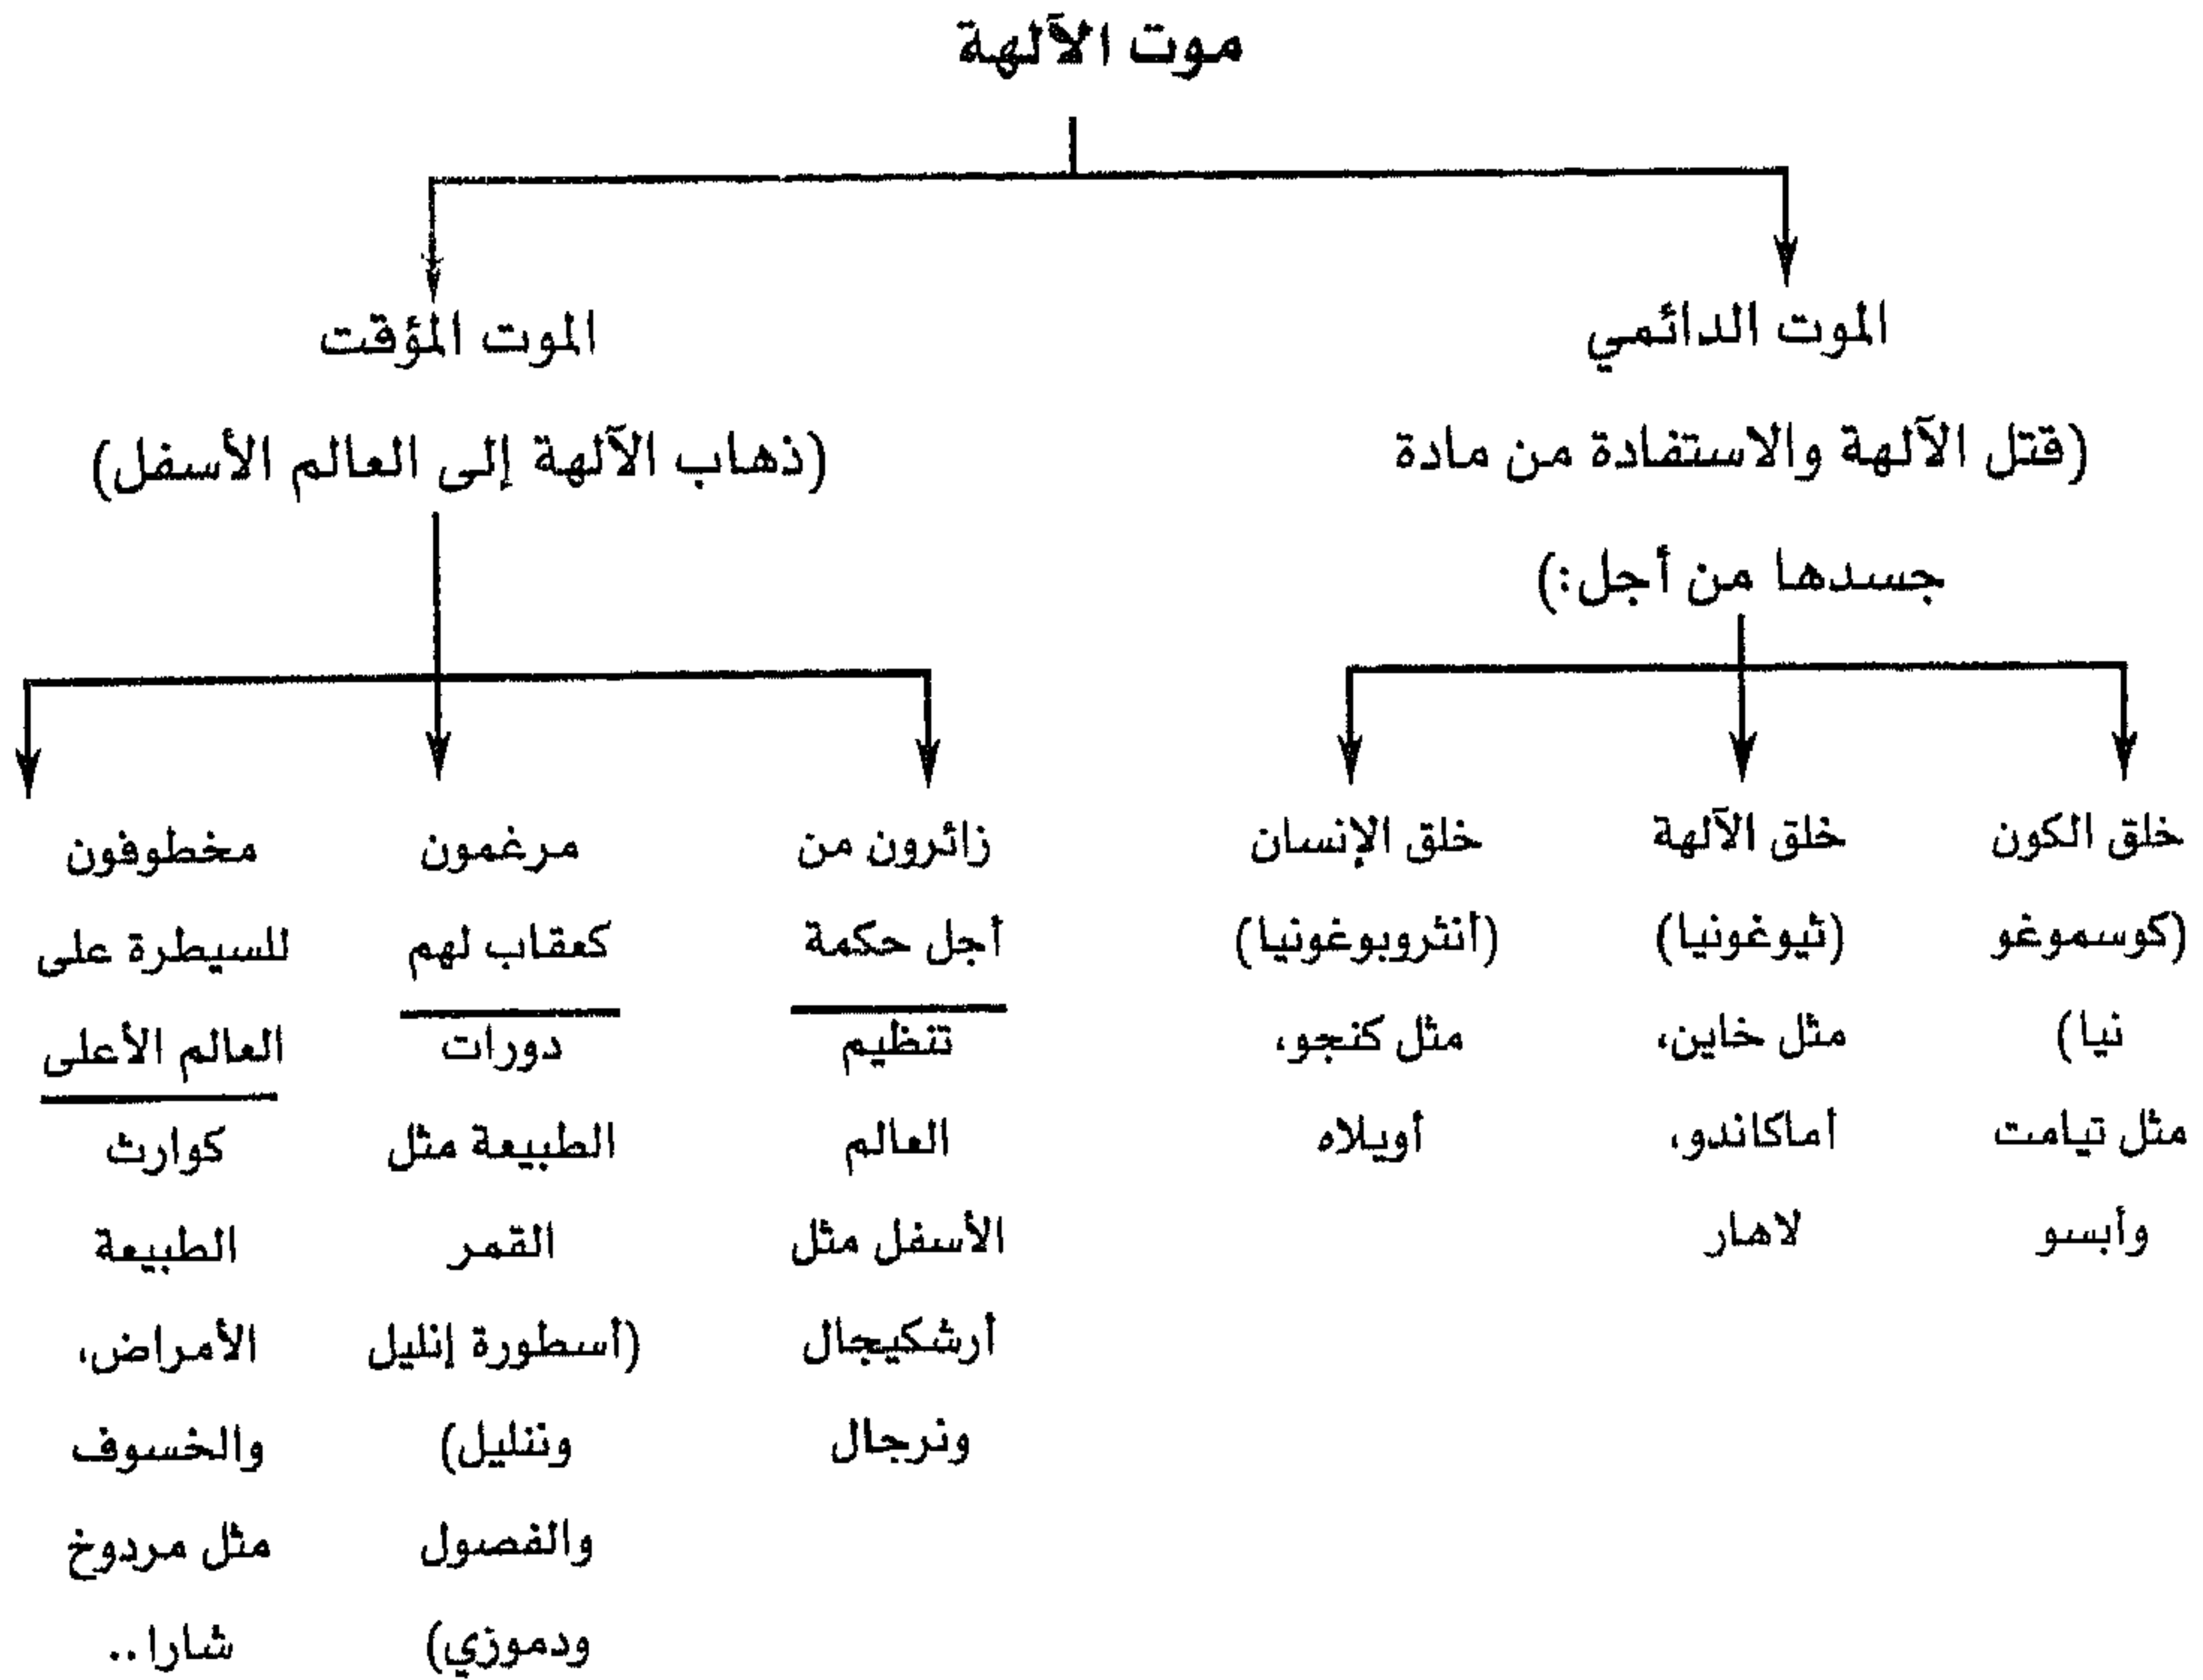 موت الآلهة
الموت الدائمي
(قتل الآلهة والاستفادة من مادة
جسدها من أجل:)
خلق الكون
(كوسموغو
نيا)
مثل تيامت
وأبسو
خلق الآلهة
(ثيوغونيا)
مثل خاين،
أماكاندو،
لاهار
خلق الإنسان
(أنثروبوغونيا)
مثل كنجو،
أويلاه
الموت المؤقت
(ذهاب الآلهة إلى العالم الأسفل)
زائرون من
أجل حكمة
تنظيم
العالم
الأسفل مثل
أرشكيجال
ونرجال
مرغمون
كعقاب لهم
دورات
الطبيعة مثل
القمر
(أسطورة إنليل
وننليل)
والفصول
ودموزي)
مخطوفون
للسيطرة على
العالم الأعلى
كوارث
الطبيعة
الأمراض،
والخسوف
مثل مردوخ
شارا..